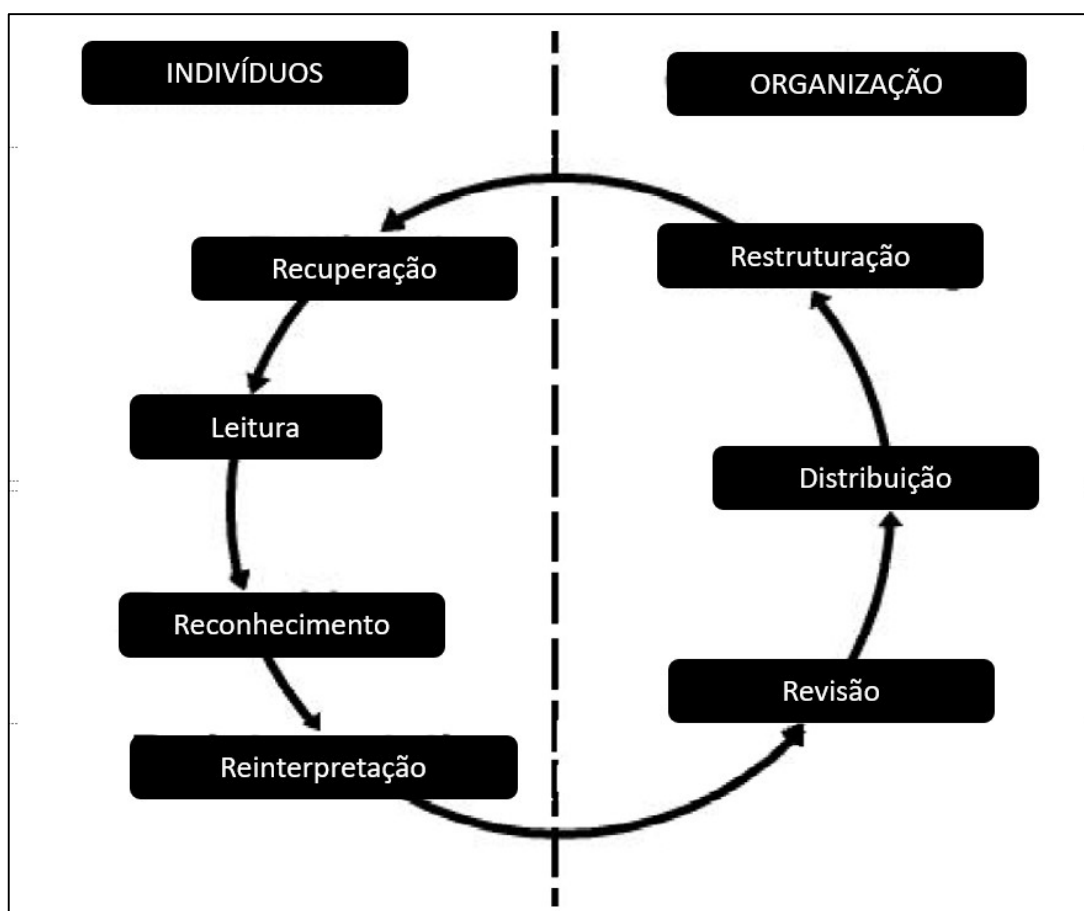 INDIVÍDUOS
ORGANIZAÇÃO
Recuperação
Restruturação
Leitura
Distribuição
Reconhecimento
Revisão
Reinterpretação